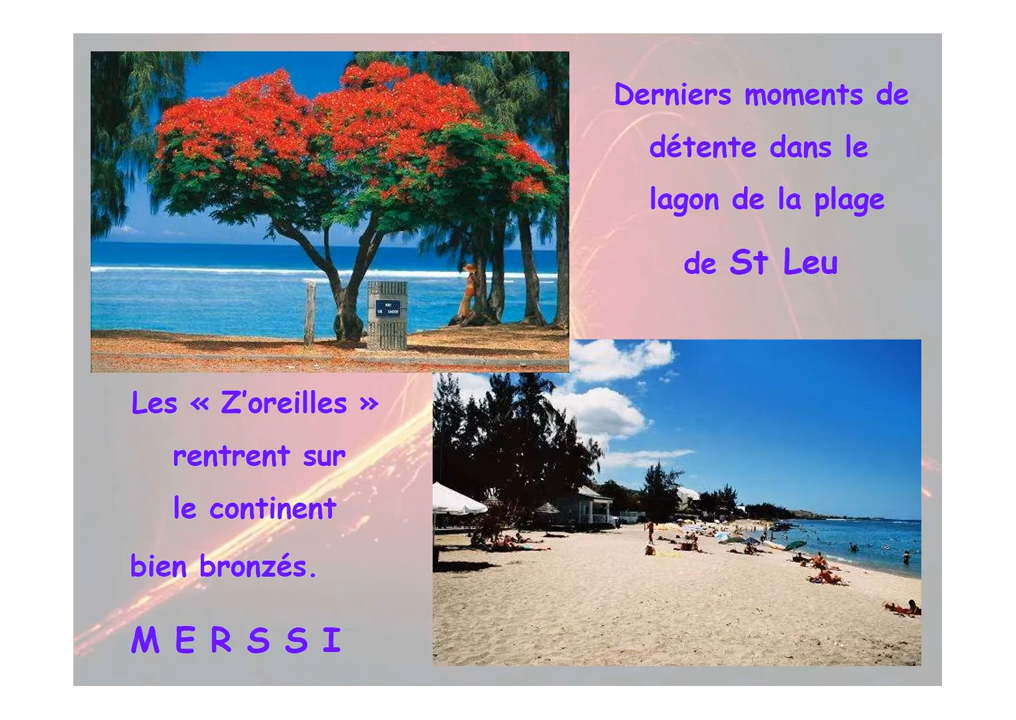 Derniers moments de
détente dans le
lagon de la plage
de St Leu
Les « Z’oreilles »
rentrent sur
le continent
bien bronzés.
M E R S S I